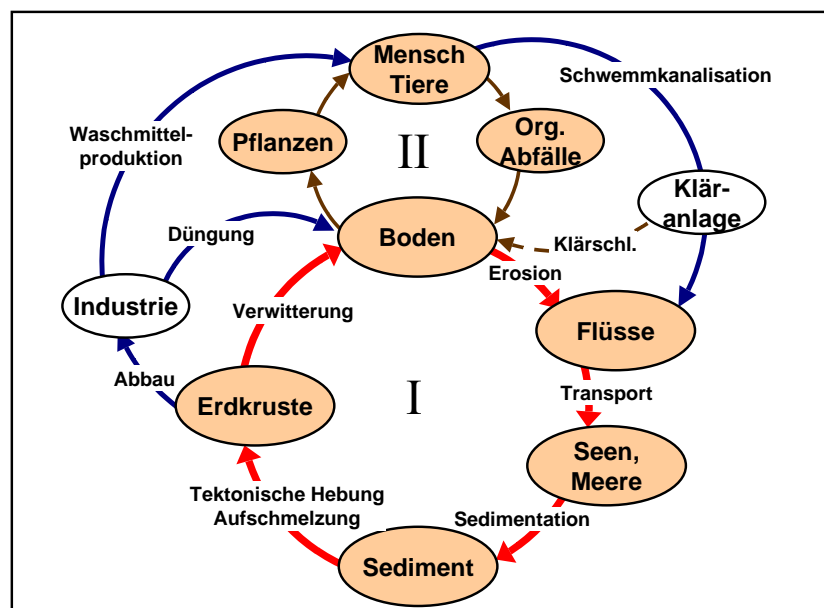 Mensch
Tiere
Schwemmkanalisation
Waschmittel-
produktion
Pflanzen
II
Org.
Abfälle
Klär-
anlage
Düngung
Boden
Klärschl.
Erosion
Industrie
Verwitterung
Flüsse
Abbau
Erdkruste
I
Transport
Seen,
Meere
Tektonische Hebung
Aufschmelzung
Sedimentation
Sediment